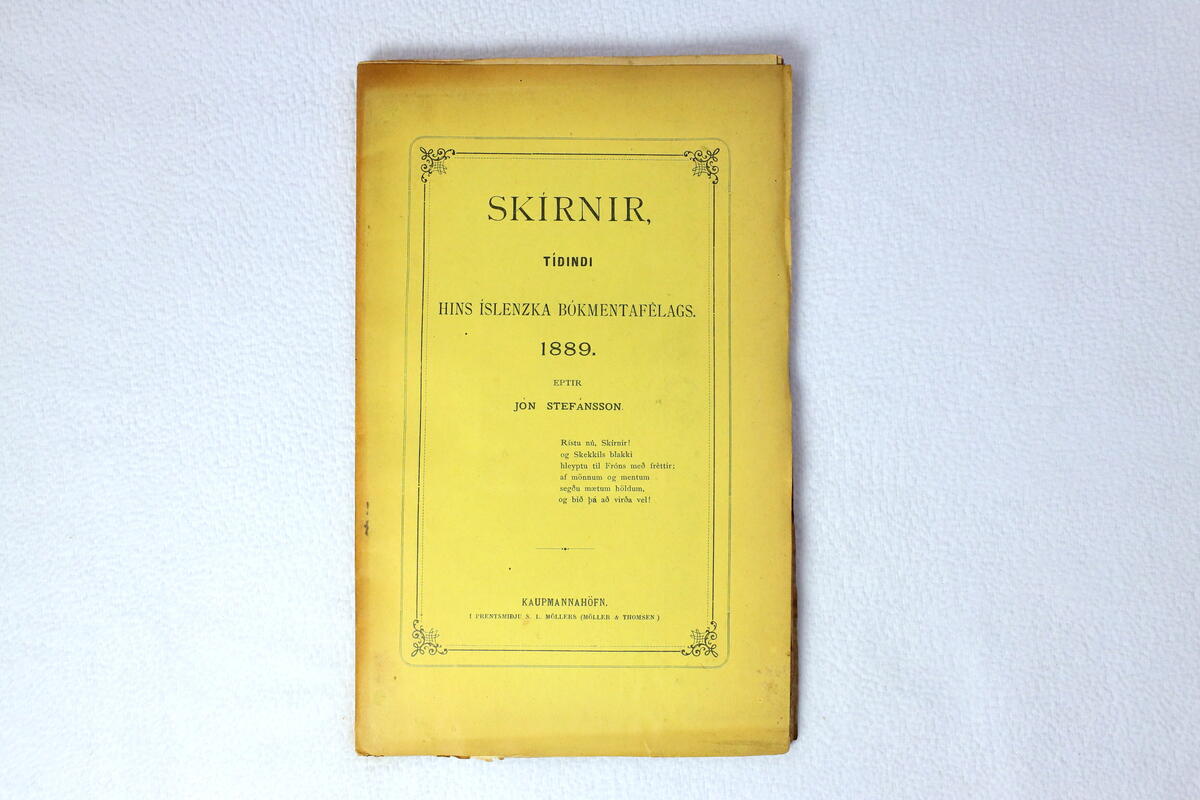 SKÍRNIR,
TÍÐINDI
HINS ÍSLENZKA BÓKMENTAFÉLAGS.
1889.
EPTIR
JÓN STEFÁNSSON.
Rístu nú, Skírnir!
og Skekkils blakki
hleyptu til Fróns með fréttir;
af mönnum og mentum
segðu mætum höldum,
og bið þá að virða vel!
KAUPMANNAHÖFN.
Í PRENTSMIÐJU S. L. MÖLLERS (MÖLLER & THOMSEN)